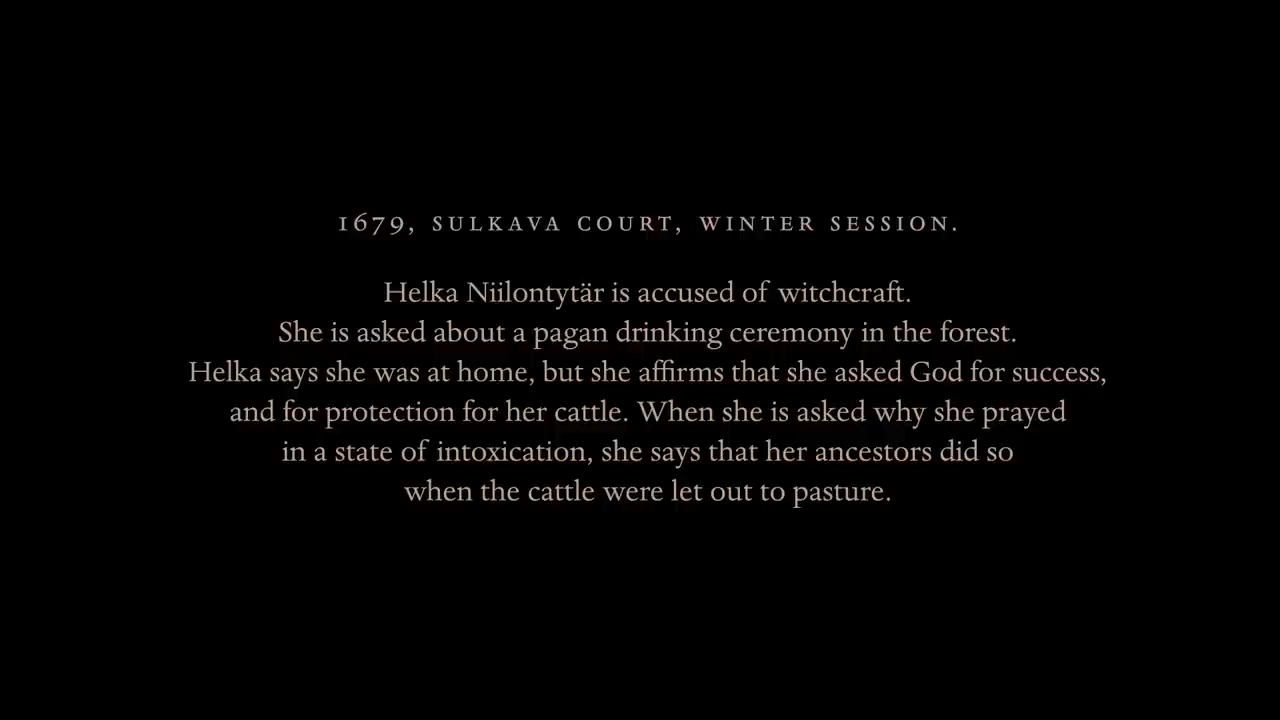 1679, SULKAVA COURT, WINTER SESSION.
Helka Niilontytär is accused of witchcraft.
She is asked about a pagan drinking ceremony in the forest.
Helka says she was at home, but she affirms that she asked God for success,
and for protection for her cattle. When she is asked why she prayed
in a state of intoxication, she says that her ancestors did so
when the cattle were let out to pasture.